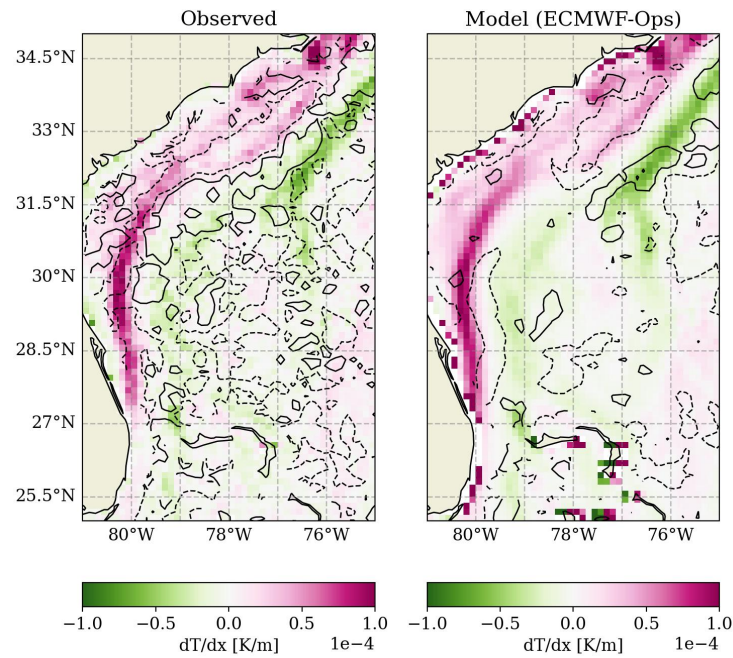 Observed
Model (ECMWF-Ops)
34.5°N
33°N
31.5°N
30°N
28.5°N
27°N
25.5°N
80°W 78°W 76°W
80°W 78°W 76°W
−1.0 −0.5 0.0 0.5 1.0
−1.0 −0.5 0.0 0.5 1.0
dT/dx [K/m] 1e−4
dT/dx [K/m] 1e−4